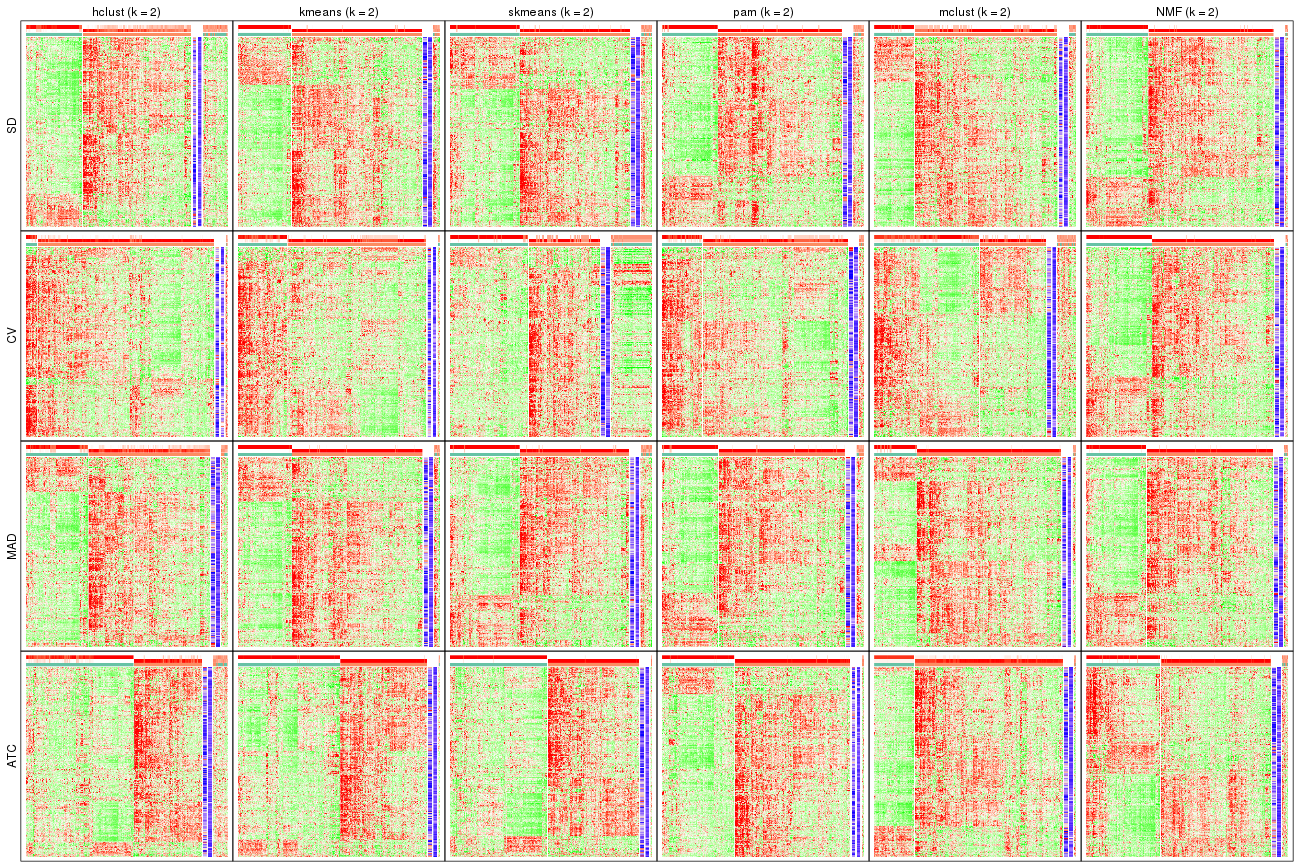 hclust (k = 2) kmeans (k = 2) skmeans (k = 2) pam (k = 2) mclust (k = 2) NMF (k = 2)
SD
CV
MAD
ATC